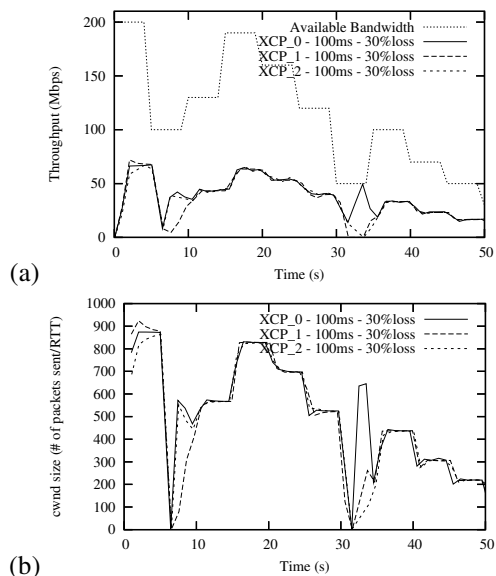 200
150
100
50
0
Throughput (Mbps)
Available Bandwidth
XCP_0 - 100ms - 30%loss
XCP_1 - 100ms - 30%loss
XCP_2 - 100ms - 30%loss
0 10 20 30 40 50
Time (s)
(a)
1000
900
800
700
600
500
400
300
200
100
0
cwnd size (# of packets sent/RTT)
XCP_0 - 100ms - 30%loss
XCP_1 - 100ms - 30%loss
XCP_2 - 100ms - 30%loss
0 10 20 30 40 50
Time (s)
(b)